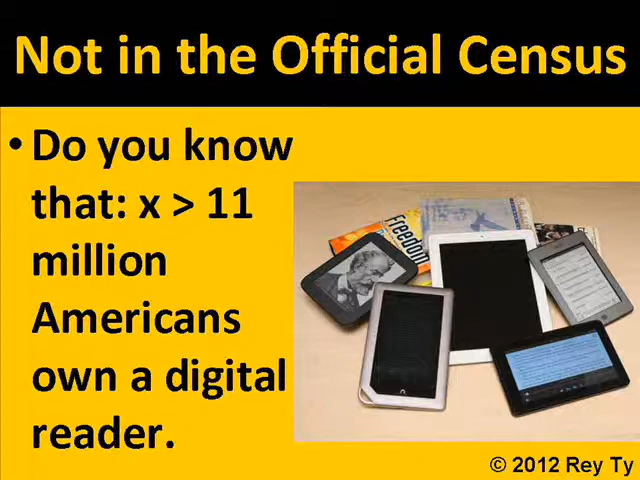 Not in the Official Census
• Do you know
that: x > 11
million
Americans
own a digital
reader.
Freedom
© 2012 Rey Ty